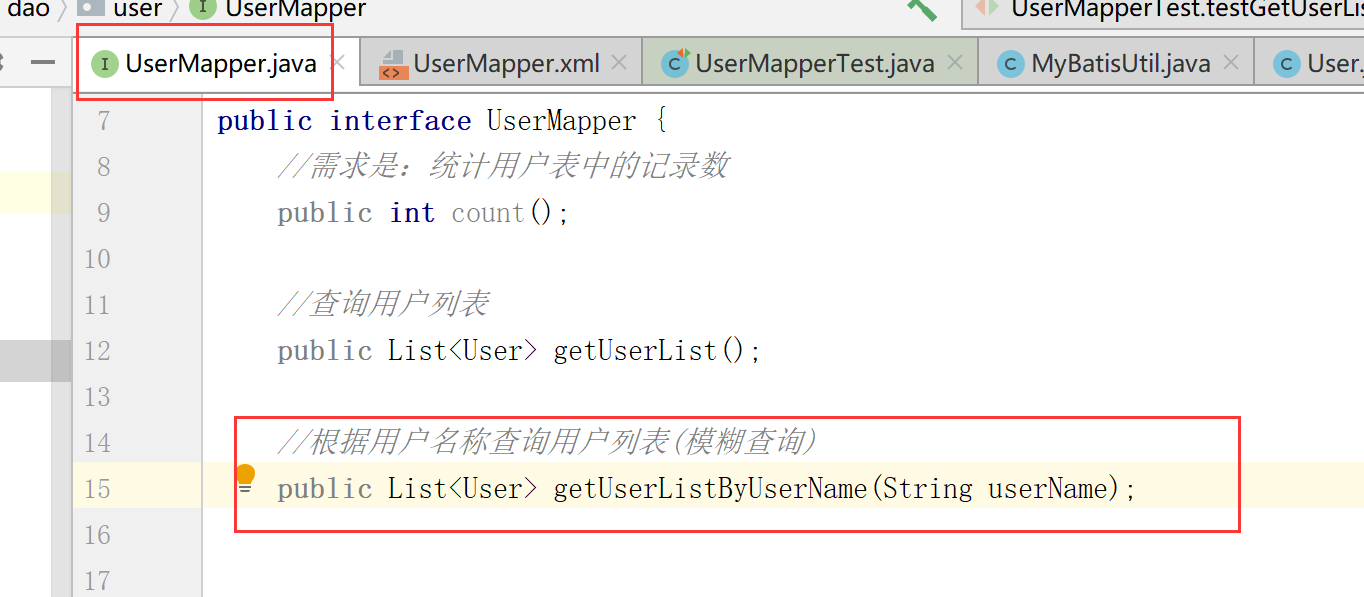 dao user I UserMapper UserMapperTest.testGetUserLis
I UserMapper.java UserMapper.xml C UserMapperTest.java C MyBatisUtil.java C User.
7 public interface UserMapper {
8 //需求是：统计用户表中的记录数
9 public int count();
10
11 //查询用户列表
12 public List<User> getUserList();
13
14 //根据用户名称查询用户列表(模糊查询)
15 public List<User> getUserListByUserName(String userName);
16
17